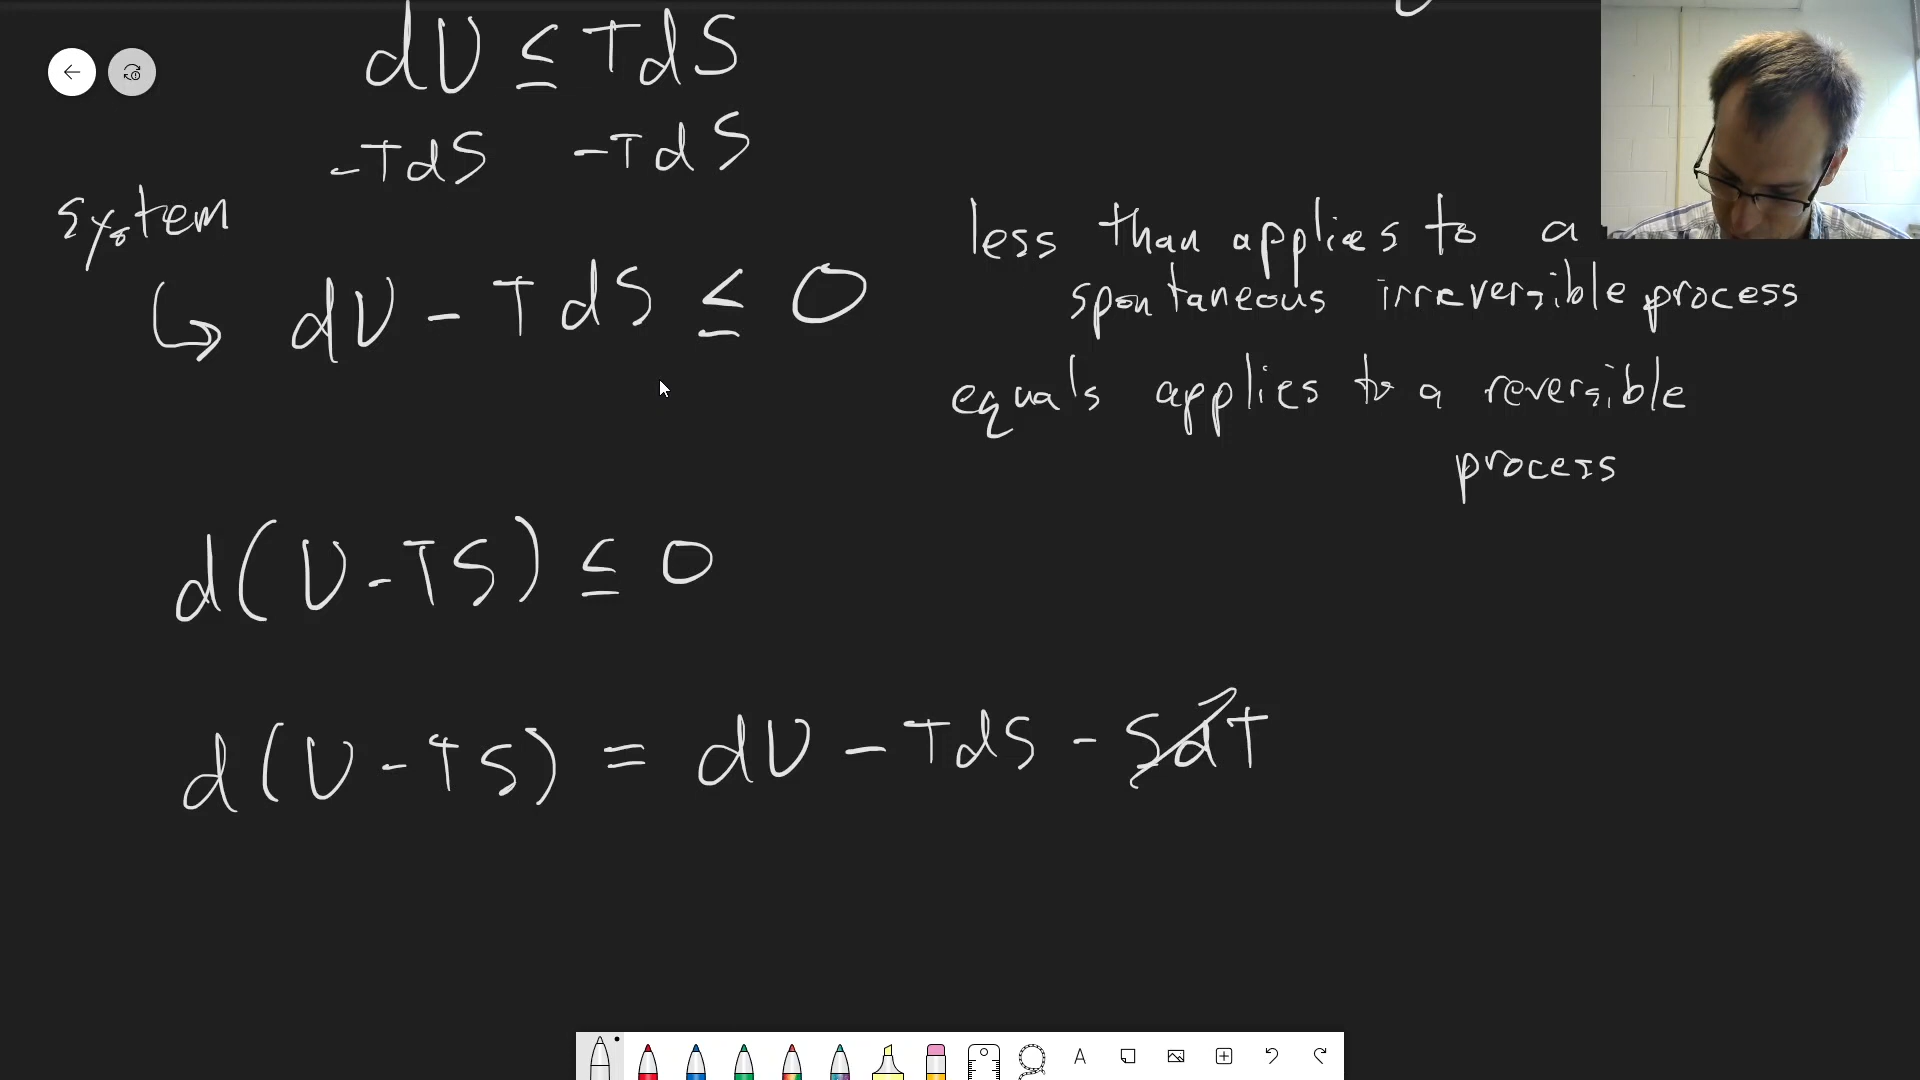 dU ≤ TdS
-TdS -TdS
system
↳ dU - TdS ≤ 0
less than applies to a
spontaneous irreversible process
equals applies to a reversible
process
d(U-TS) ≤ 0
d(U-TS) = dU - TdS - SdT
A